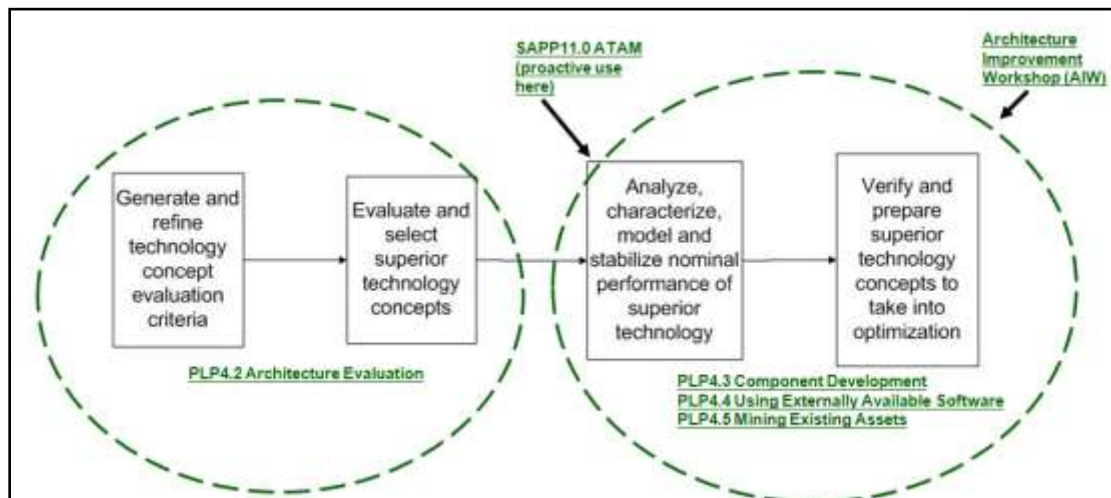 SAPP11.0 ATAM
(proactive use
here)
Architecture
Improvement
Workshop (AIW)
Generate and
refine
technology
concept
evaluation
criteria
Evaluate and
select
superior
technology
concepts
Analyze,
characterize,
model and
stabilize nominal
performance of
superior
technology
Verify and
prepare
superior
technology
concepts to
take into
optimization
PLP4.2 Architecture Evaluation
PLP4.3 Component Development
PLP4.4 Using Externally Available Software
PLP4.5 Mining Existing Assets